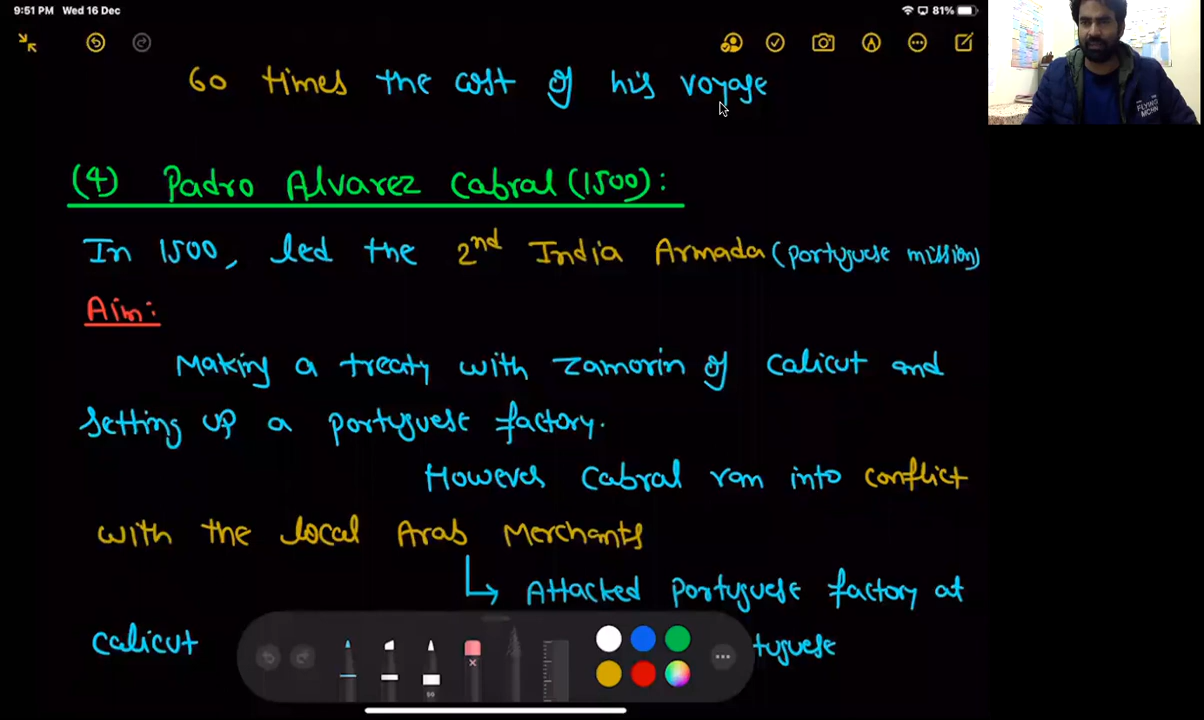 9:51 PM Wed 16 Dec
81%
60 times the cost of his voyage
(4) Padro Alvarez Cabral (1500) :
In 1500, led the 2nd India Armada (portuguese mission)
Aim:
Making a treaty with Zamorin of Calicut and
setting up a portuguese factory.
However Cabral ran into conflict
with the local Arab Merchants
↳ Attacked portuguese factory at
calicut
tuguese
50
FLYING